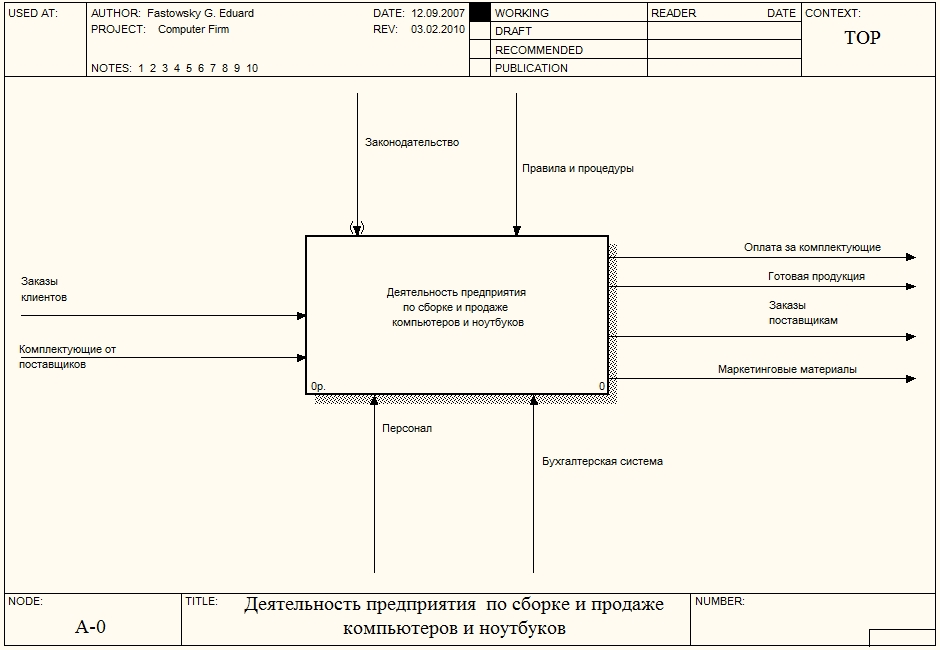 USED AT:
AUTHOR: Fastowsky G. Eduard
DATE: 12.09.2007
WORKING
READER
DATE
CONTEXT:
PROJECT: Computer Firm
REV: 03.02.2010
DRAFT
TOP
RECOMMENDED
NOTES: 1 2 3 4 5 6 7 8 9 10
PUBLICATION
Законодательство
Правила и процедуры
Заказы
клиентов
Комплектующие от
поставщиков
Деятельность предприятия
по сборке и продаже
компьютеров и ноутбуков
0р.
0
Оплата за комплектующие
Готовая продукция
Заказы
поставщикам
Маркетинговые материалы
Персонал
Бухгалтерская система
NODE:
A-0
TITLE:
Деятельность предприятия по сборке и продаже
компьютеров и ноутбуков
NUMBER: